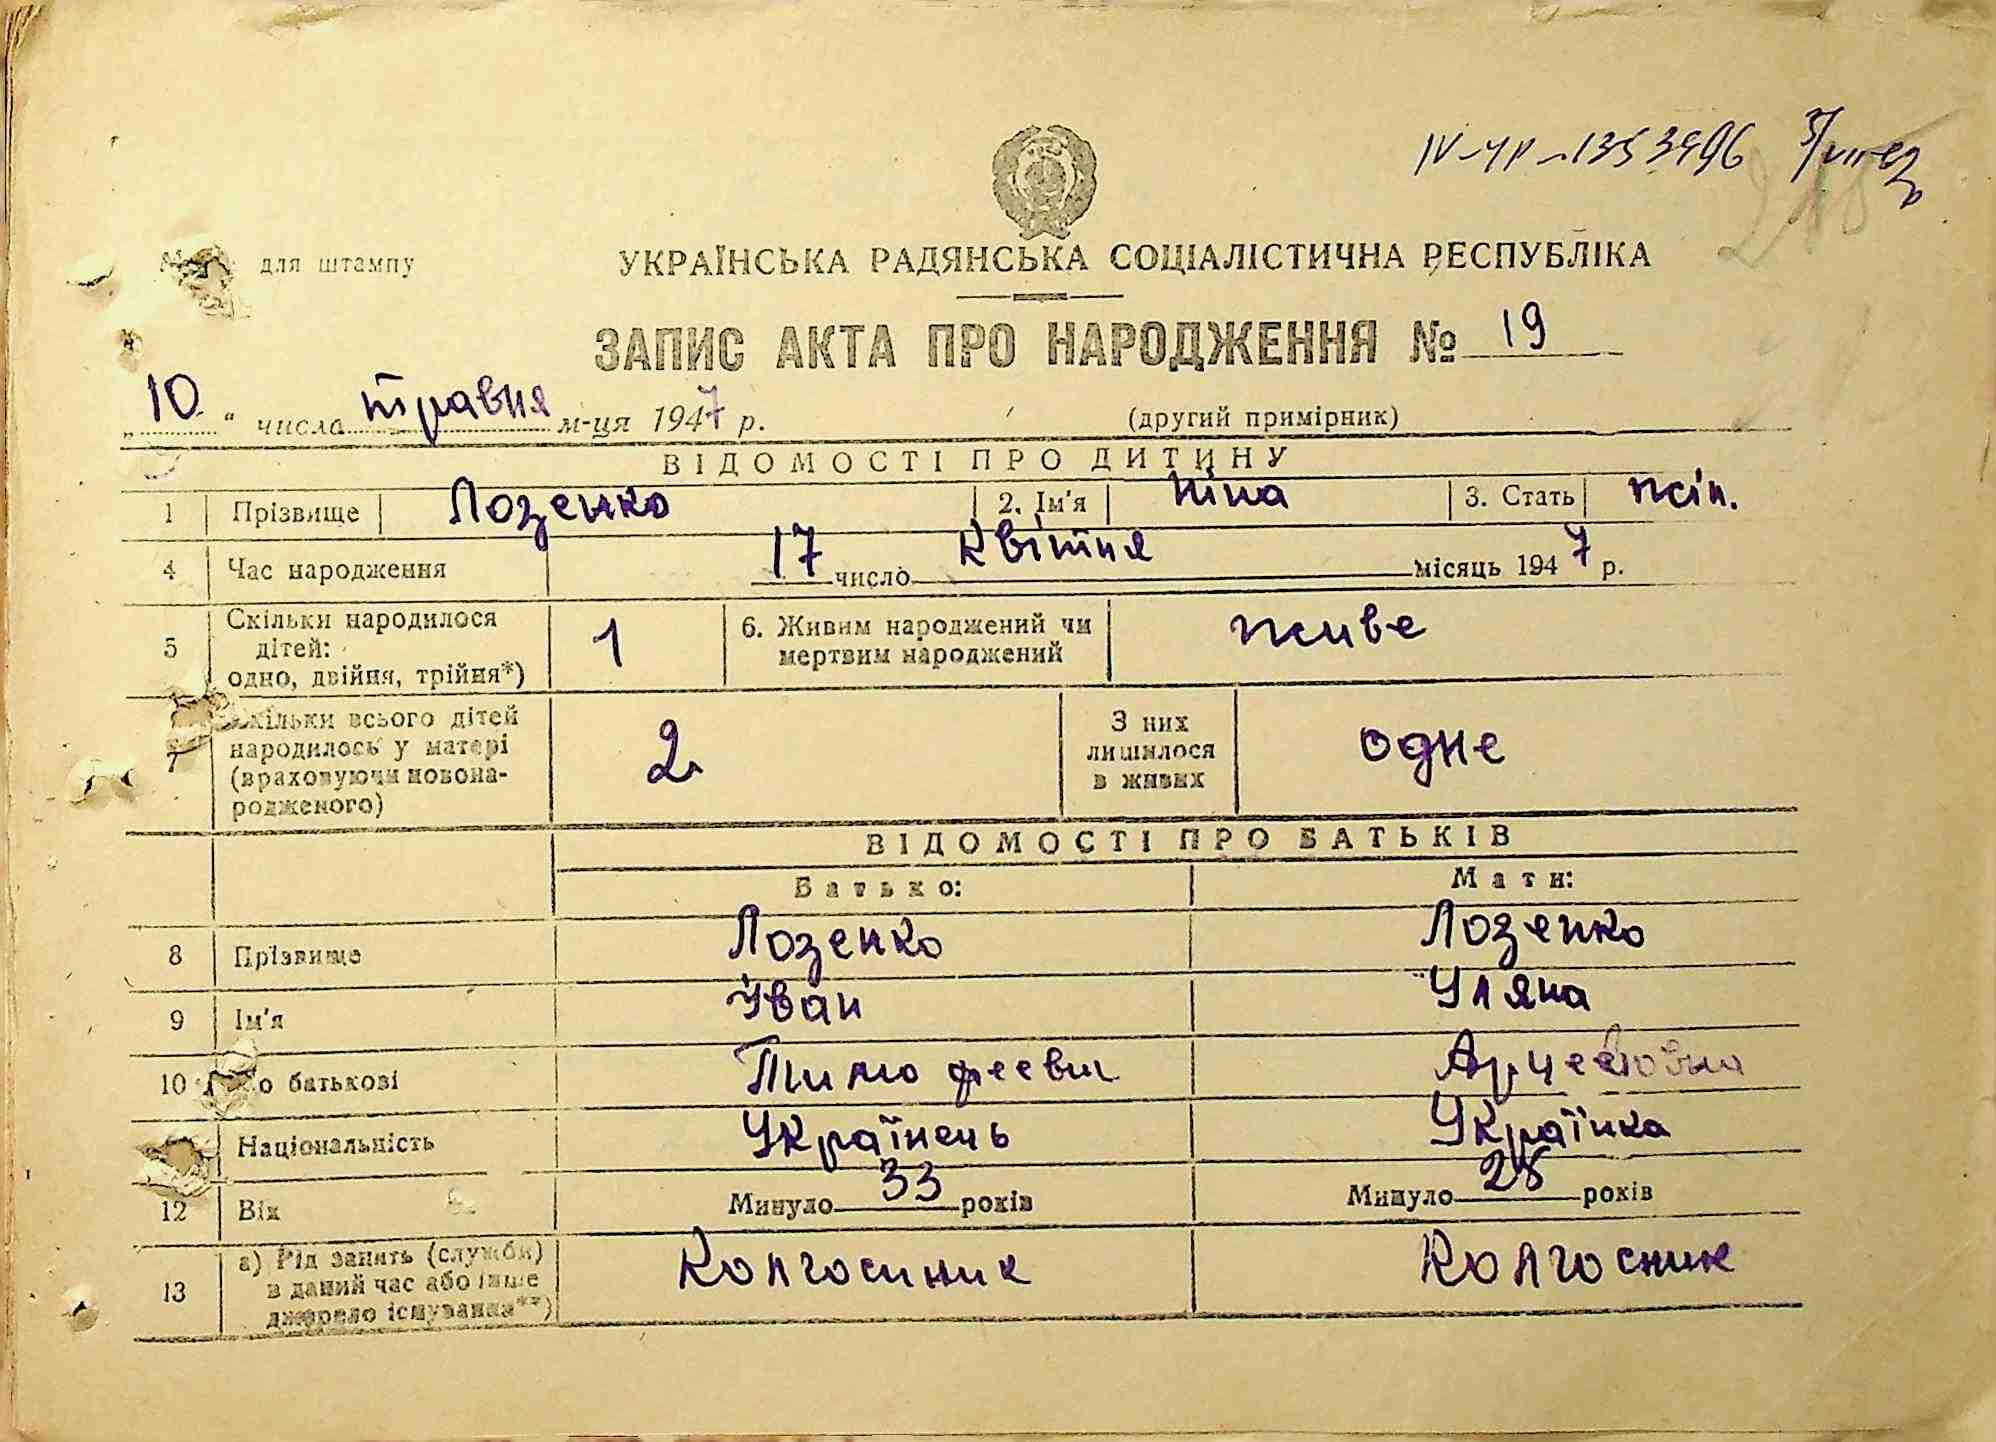 IV-УР № 1353496
для штампу
УКРАЇНСЬКА РАДЯНСЬКА СОЦІАЛІСТИЧНА РЕСПУБЛІКА
ЗАПИС АКТА ПРО НАРОДЖЕННЯ № 19
„10“ числа травня м-ця 1947 р. (другий примірник)
ВІДОМОСТІ ПРО ДИТИНУ
1 Прізвище Лозенко 2. Ім'я Ніна 3. Стать жін.
4 Час народження 17 число квітня місяць 1947 р.
5 Скільки народилося дітей: одно, двійня, трійня*) 1 6. Живим народжений чи мертвим народжений живе
7 Скільки всього дітей народилось у матері (враховуючи новонародженого) 2 З них лишилося в живих одне
ВІДОМОСТІ ПРО БАТЬКІВ
Батько: Мати:
8 Прізвище Лозенко Лозенко
9 Ім'я Іван Уляна
10 По батькові Тимофеевич
Національність Українець Українка
12 Вік Минуло 33 років Минуло 28 років
13 а) Рід занять (служби) в даний час або інше джерело існування**) Колгоспник Колгосник